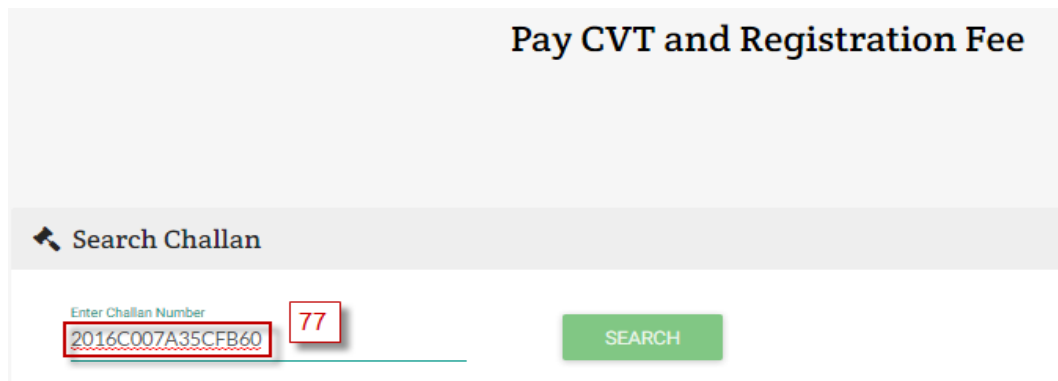 Pay CVT and Registration Fee
Search Challan
Enter Challan Number
2016C007A35CFB60
77
SEARCH